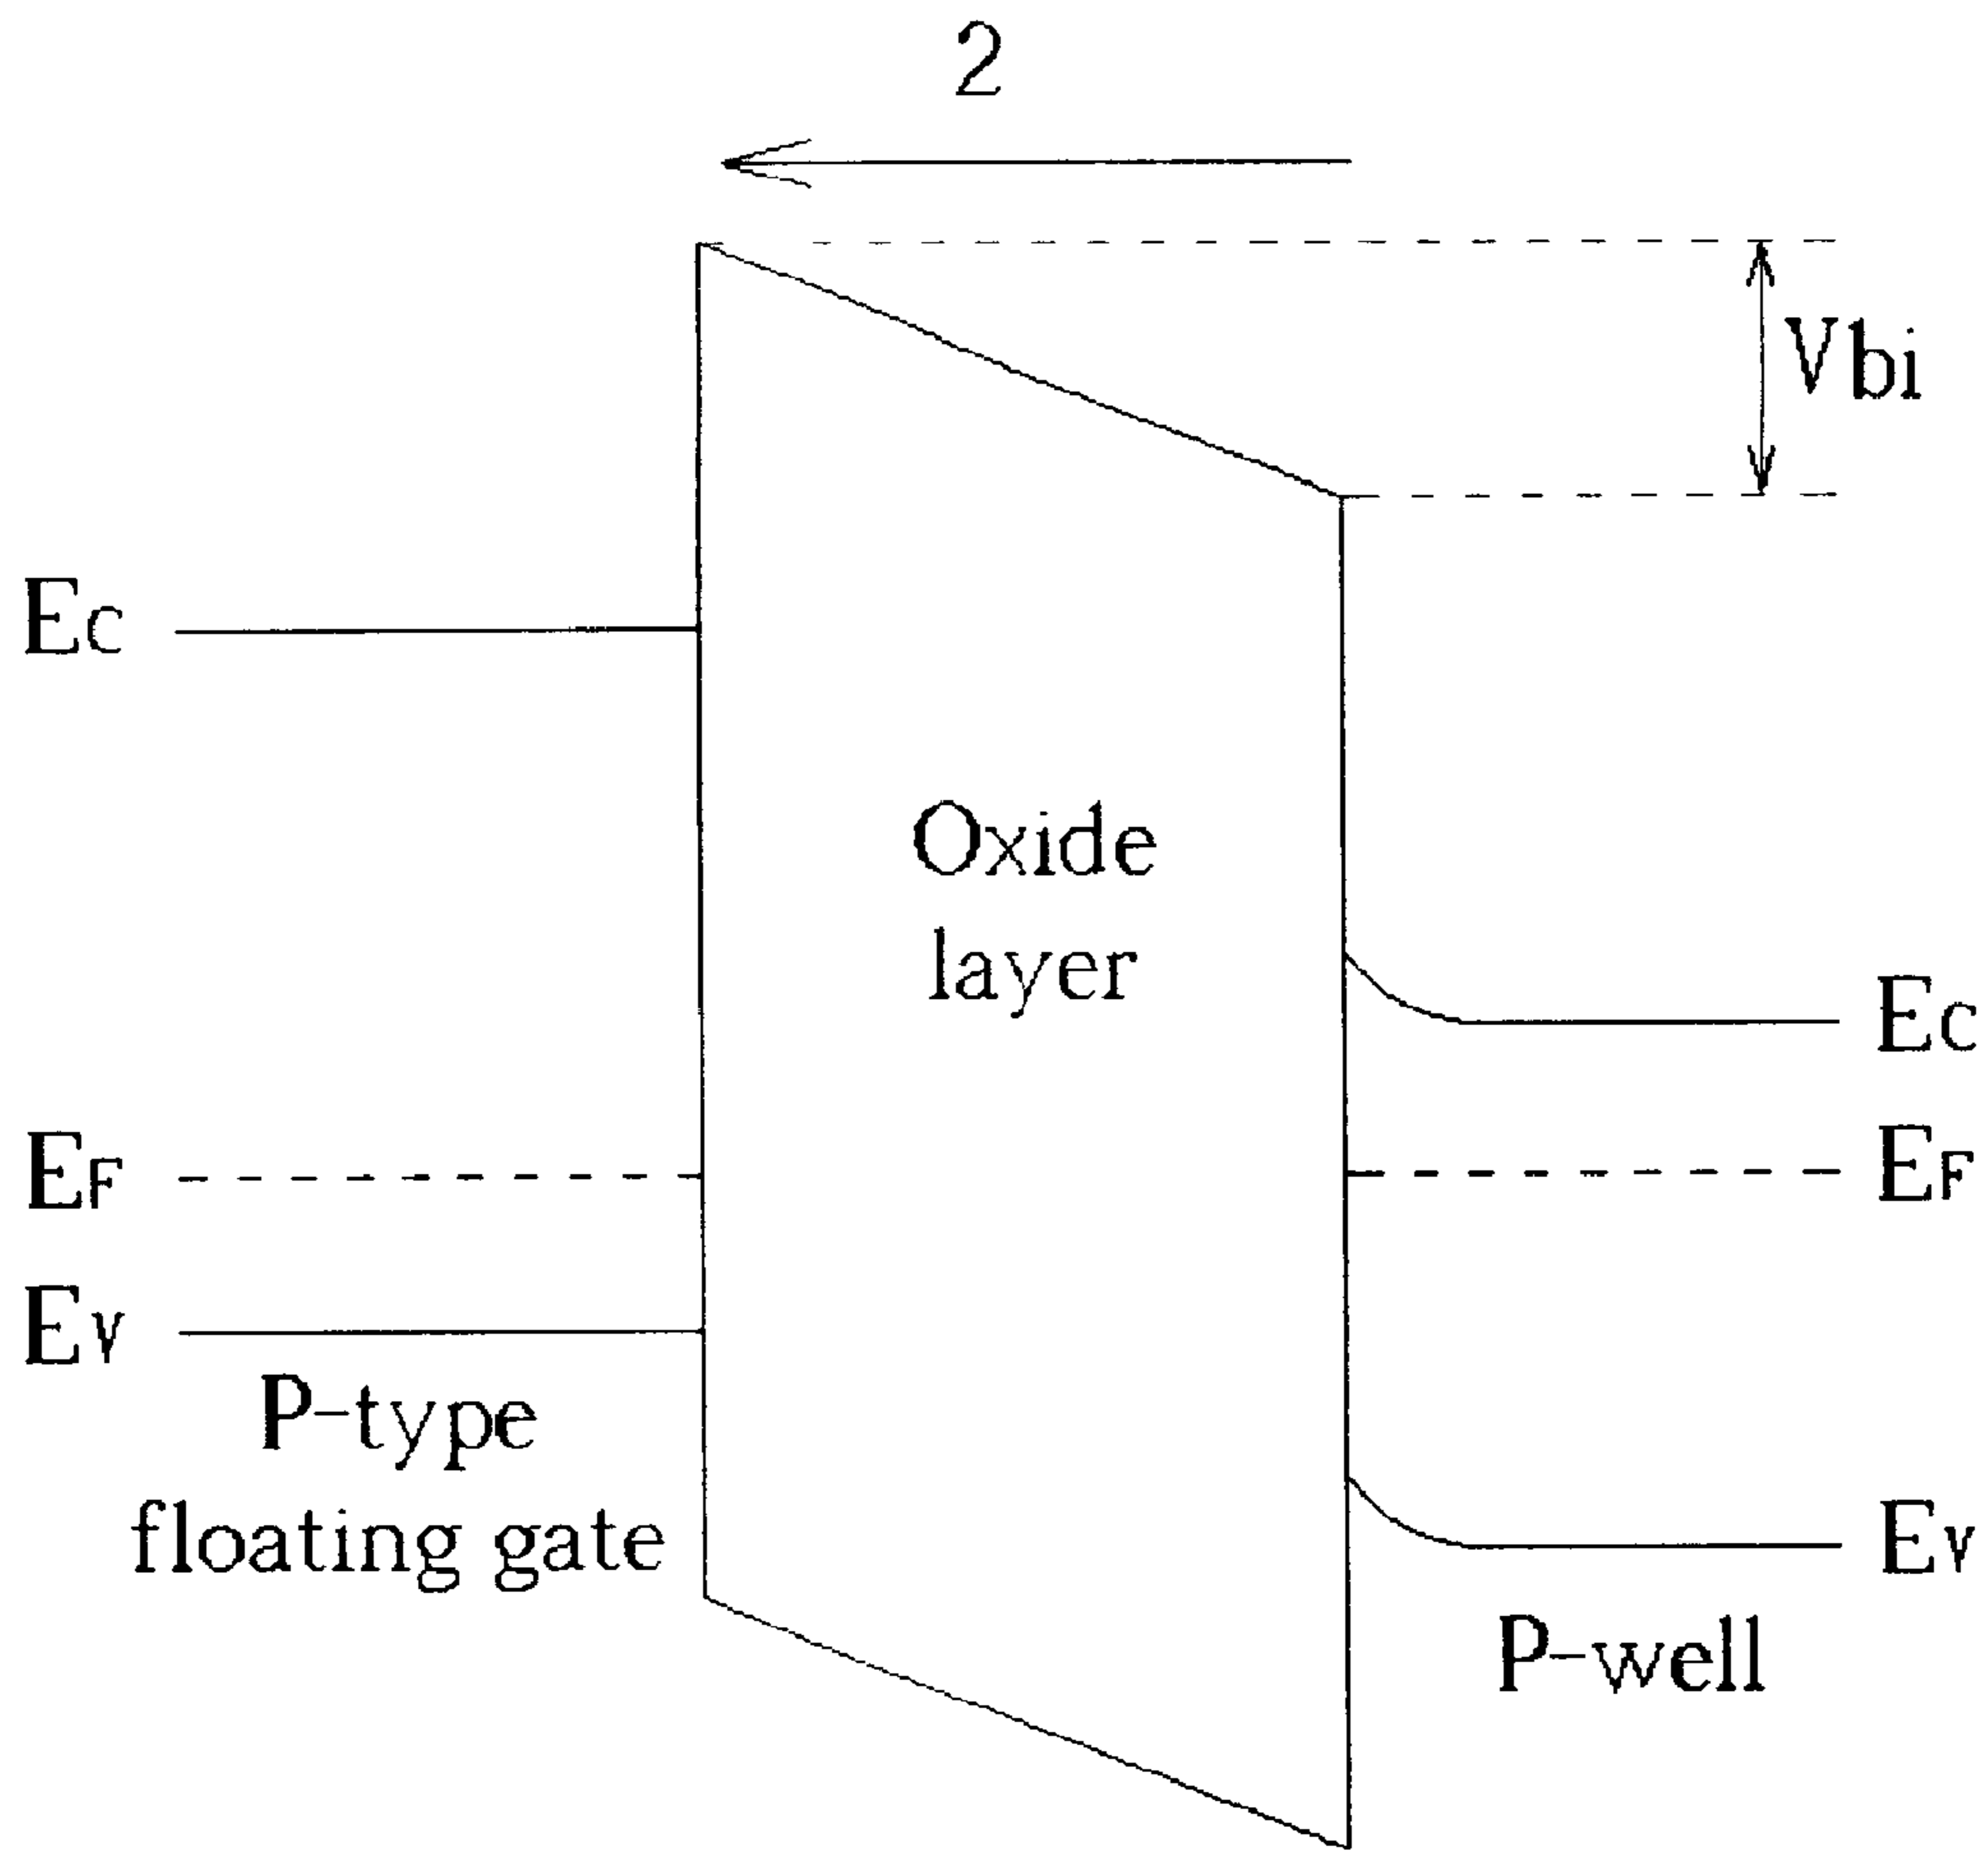 2
Vbi
Ec
Oxide
layer
Ec
EF
EF
Ev
P-type
floating gate
Ev
P-well